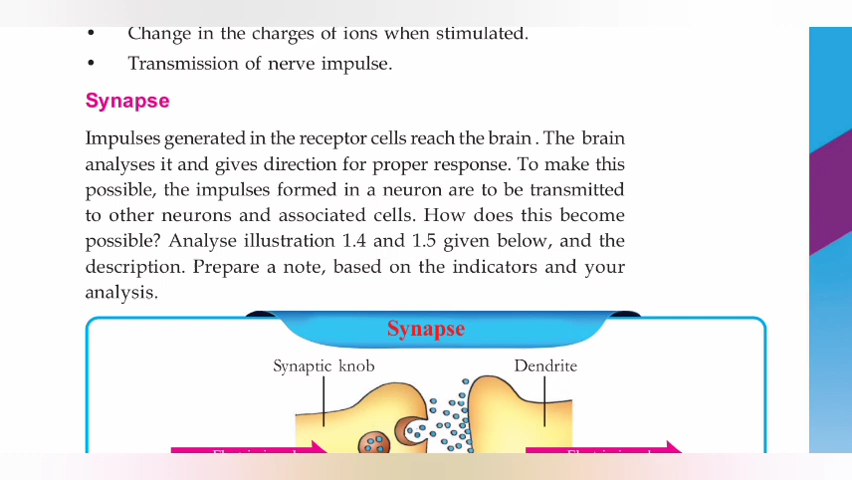 • Change in the charges of ions when stimulated.
• Transmission of nerve impulse.
Synapse
Impulses generated in the receptor cells reach the brain . The brain
analyses it and gives direction for proper response. To make this
possible, the impulses formed in a neuron are to be transmitted
to other neurons and associated cells. How does this become
possible? Analyse illustration 1.4 and 1.5 given below, and the
description. Prepare a note, based on the indicators and your
analysis.
Synapse
Synaptic knob Dendrite